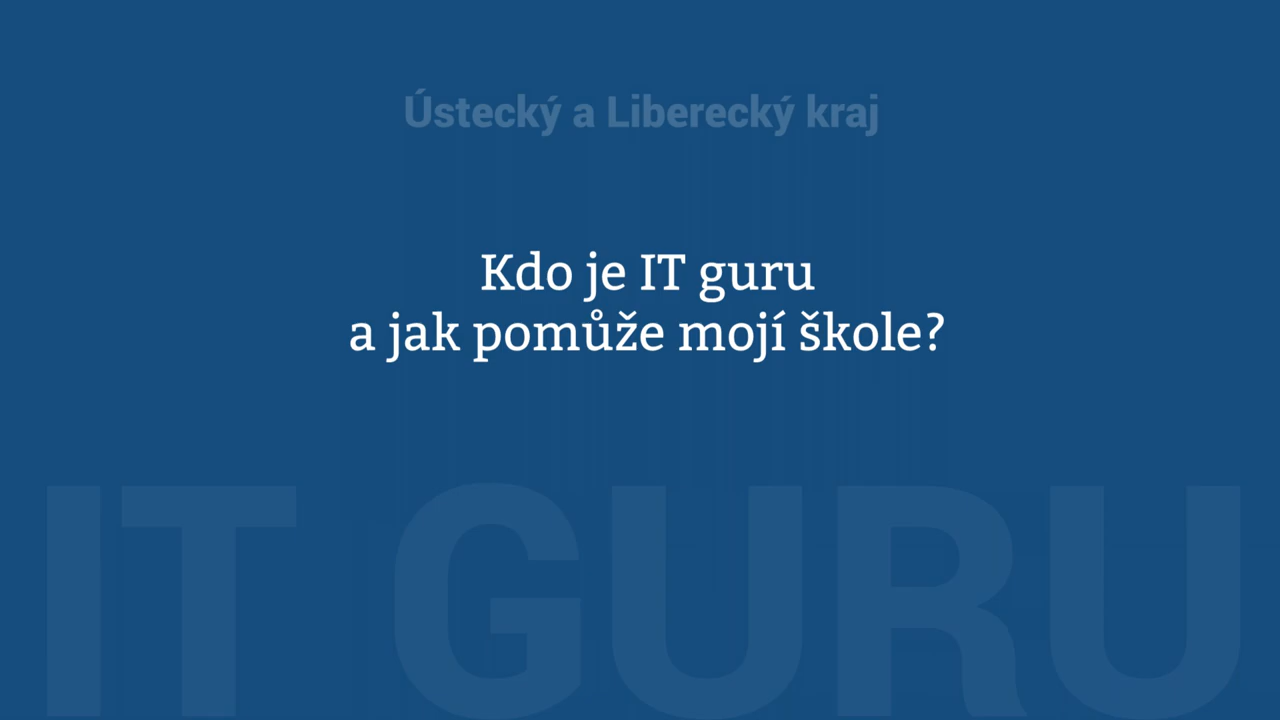 Ústecký a Liberecký kraj
Kdo je IT guru
a jak pomůže mojí škole?
IT GURU